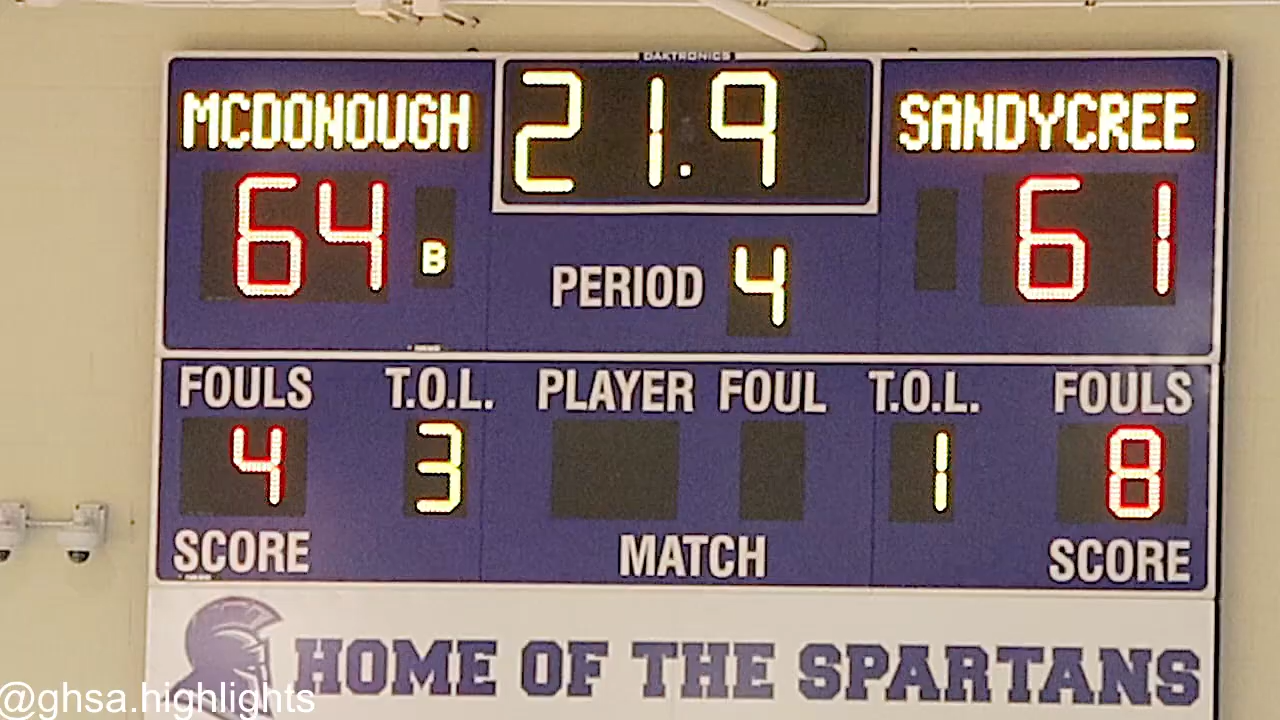 DAKTRONICS
MCDONOUGH 21.9 SANDYCREE
64 B PERIOD 4 61
FOULS T.O.L. PLAYER FOUL T.O.L. FOULS
4 3 1 8
SCORE MATCH SCORE
HOME OF THE SPARTANS
@ghsa.highlights